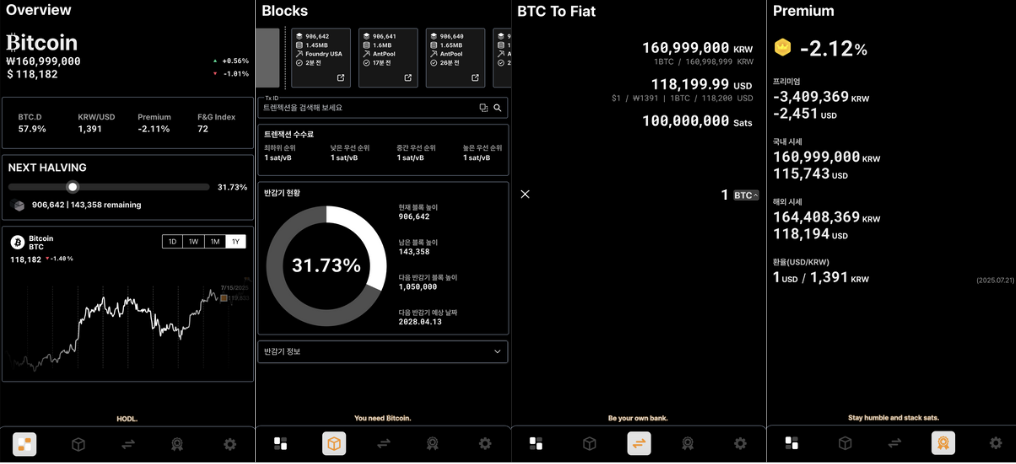 Overview
Bitcoin
₩160,999,000
+0.56%
$118,182
-1.01%
BTC.D
KRW/USD
Premium
F&G Index
57.9%
1,391
-2.11%
72
NEXT HALVING
31.73%
906,642 | 143,358 remaining
Bitcoin
BTC
1D
1W
1M
1Y
118,182
-1.40%
HODL.
Blocks
906,642
1.45MB
Foundry USA
2분 전
906,641
1.6MB
AntPool
17분 전
906,640
1.65MB
AntPool
26분 전
Tx ID
트랜젝션을 검색해 보세요
트랜잭션 수수료
최하위 순위
낮은 우선 순위
중간 우선 순위
높은 우선 순위
1 sat/vB
1 sat/vB
1 sat/vB
1 sat/vB
반감기 현황
31.73%
현재 블록 높이
906,642
남은 블록 높이
143,358
다음 반감기 블록 높이
1,050,000
다음 반감기 예상 날짜
2028.04.13
반감기 정보
You need Bitcoin.
BTC To Fiat
160,999,000 KRW
1BTC / 160,998,999 KRW
118,199.99 USD
$1 / ₩1391 | 1BTC / 118,200 USD
100,000,000 Sats
1 BTC
Be your own bank.
Premium
-2.12%
프리미엄
-3,409,369 KRW
-2,451 USD
국내 시세
160,999,000 KRW
115,743 USD
해외 시세
164,408,369 KRW
118,194 USD
환율(USD/KRW)
1 USD / 1,391 KRW
(2025.07.21)
Stay humble and stack sats.